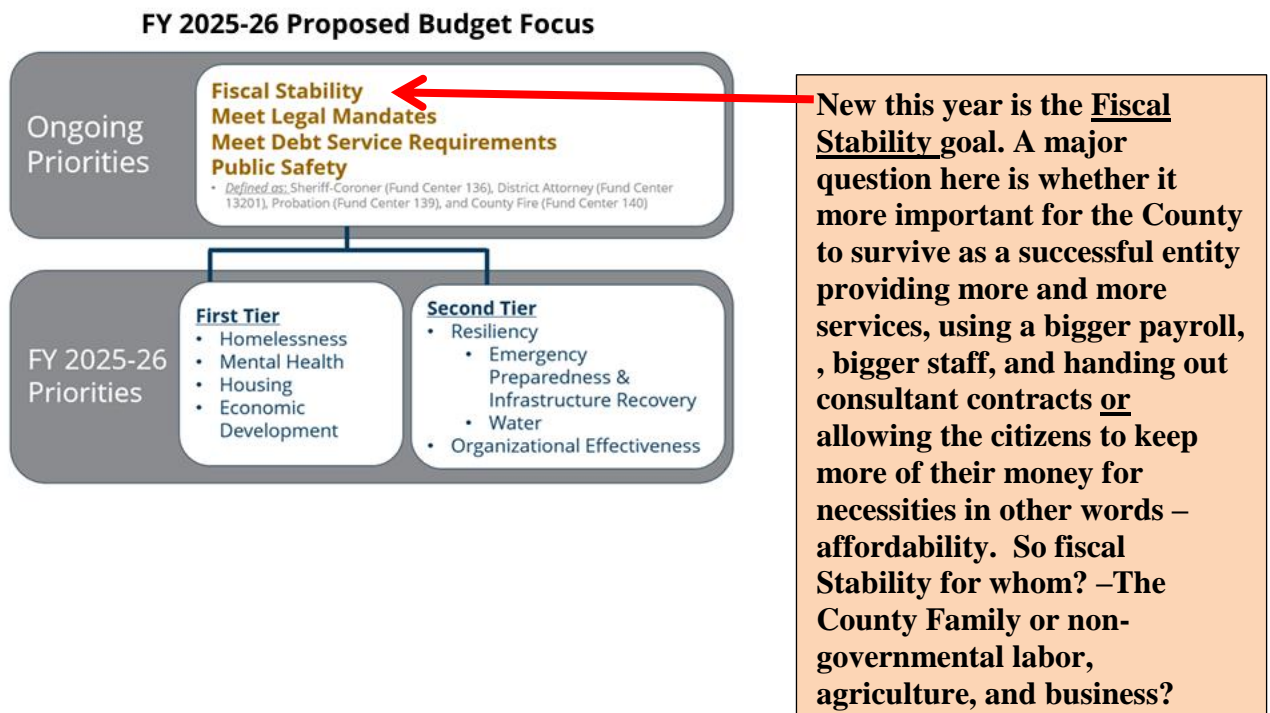 FY 2025-26 Proposed Budget Focus
Ongoing
Priorities
Fiscal Stability
Meet Legal Mandates
Meet Debt Service Requirements
Public Safety
• Defined as: Sheriff-Coroner (Fund Center 136), District Attorney (Fund Center
13201), Probation (Fund Center 139), and County Fire (Fund Center 140)
FY 2025-26
Priorities
First Tier
• Homelessness
• Mental Health
• Housing
• Economic
Development
Second Tier
• Resiliency
• Emergency
Preparedness &
Infrastructure Recovery
• Water
• Organizational Effectiveness
New this year is the Fiscal
Stability goal. A major
question here is whether it
more important for the County
to survive as a successful entity
providing more and more
services, using a bigger payroll,
, bigger staff, and handing out
consultant contracts or
allowing the citizens to keep
more of their money for
necessities in other words –
affordability. So fiscal
Stability for whom? –The
County Family or non-
governmental labor,
agriculture, and business?